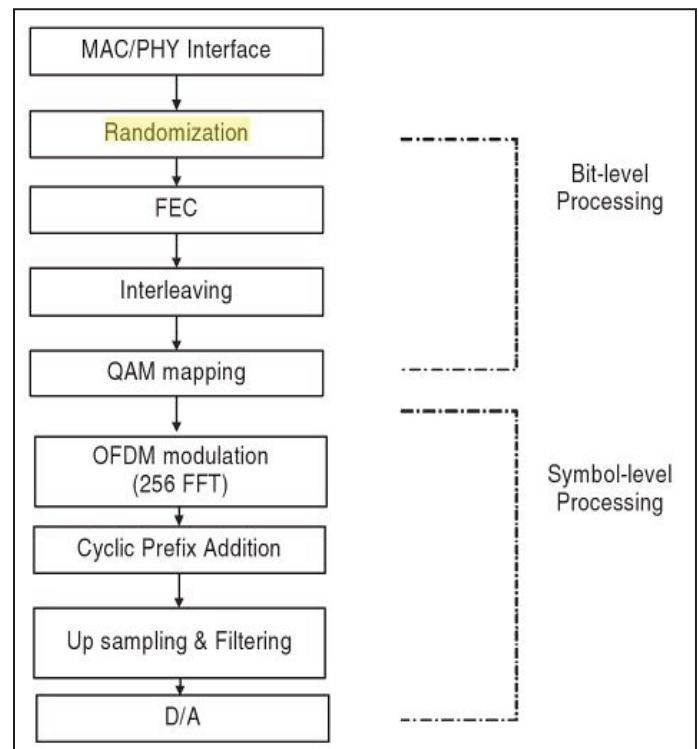 MAC/PHY Interface
Randomization
FEC
Interleaving
QAM mapping
OFDM modulation
(256 FFT)
Cyclic Prefix Addition
Up sampling & Filtering
D/A
Bit-level
Processing
Symbol-level
Processing